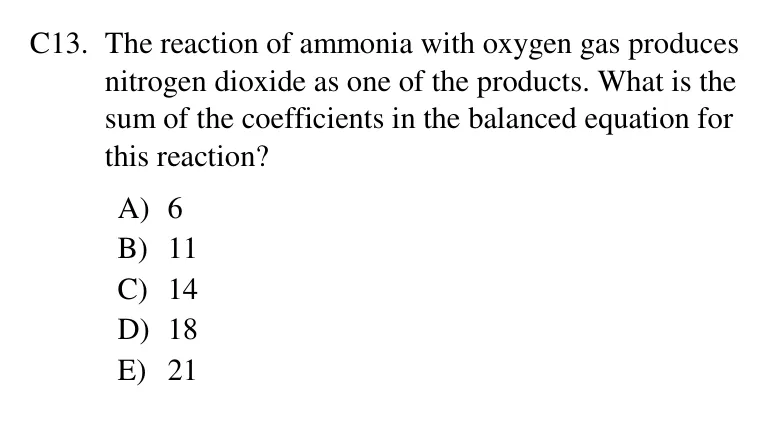 C13. The reaction of ammonia with oxygen gas produces
nitrogen dioxide as one of the products. What is the
sum of the coefficients in the balanced equation for
this reaction?
A) 6
B) 11
C) 14
D) 18
E) 21